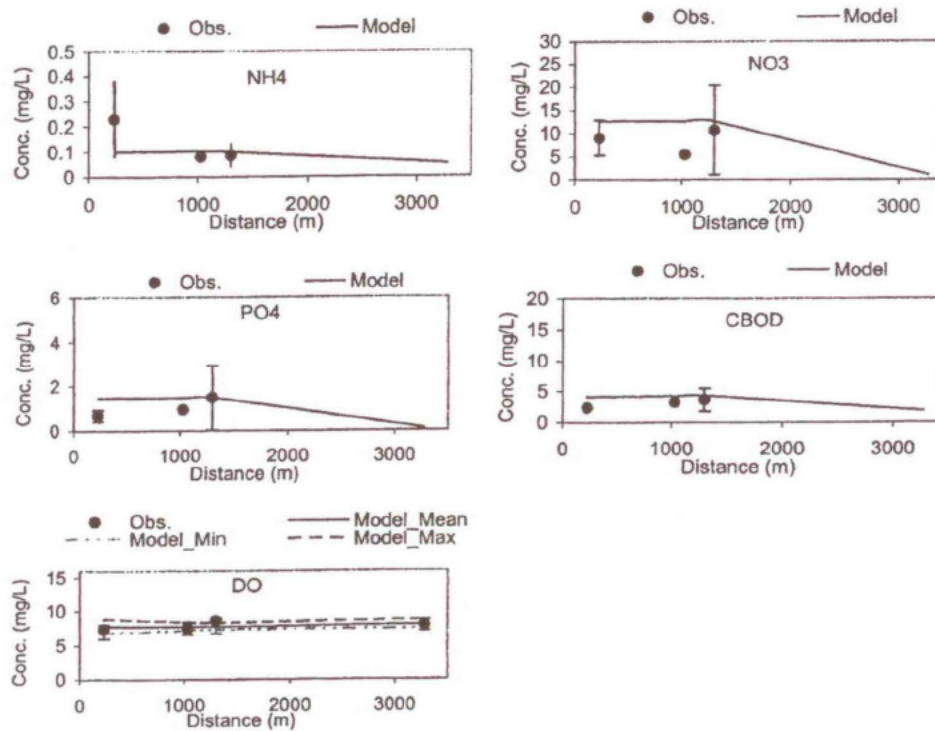 Obs. Model
NH4
Conc. (mg/L)
0.5
0.4
0.3
0.2
0.1
0
0 1000 2000 3000
Distance (m)
Obs. Model
NO3
Conc. (mg/L)
30
25
20
15
10
5
0
0 1000 2000 3000
Distance (m)
Obs. Model
PO4
Conc. (mg/L)
6
4
2
0
0 1000 2000 3000
Distance (m)
Obs. Model
CBOD
Conc. (mg/L)
20
15
10
5
0
0 1000 2000 3000
Distance (m)
Obs. Model_Mean
Model_Min Model_Max
DO
Conc. (mg/L)
15
10
5
0
0 1000 2000 3000
Distance (m)